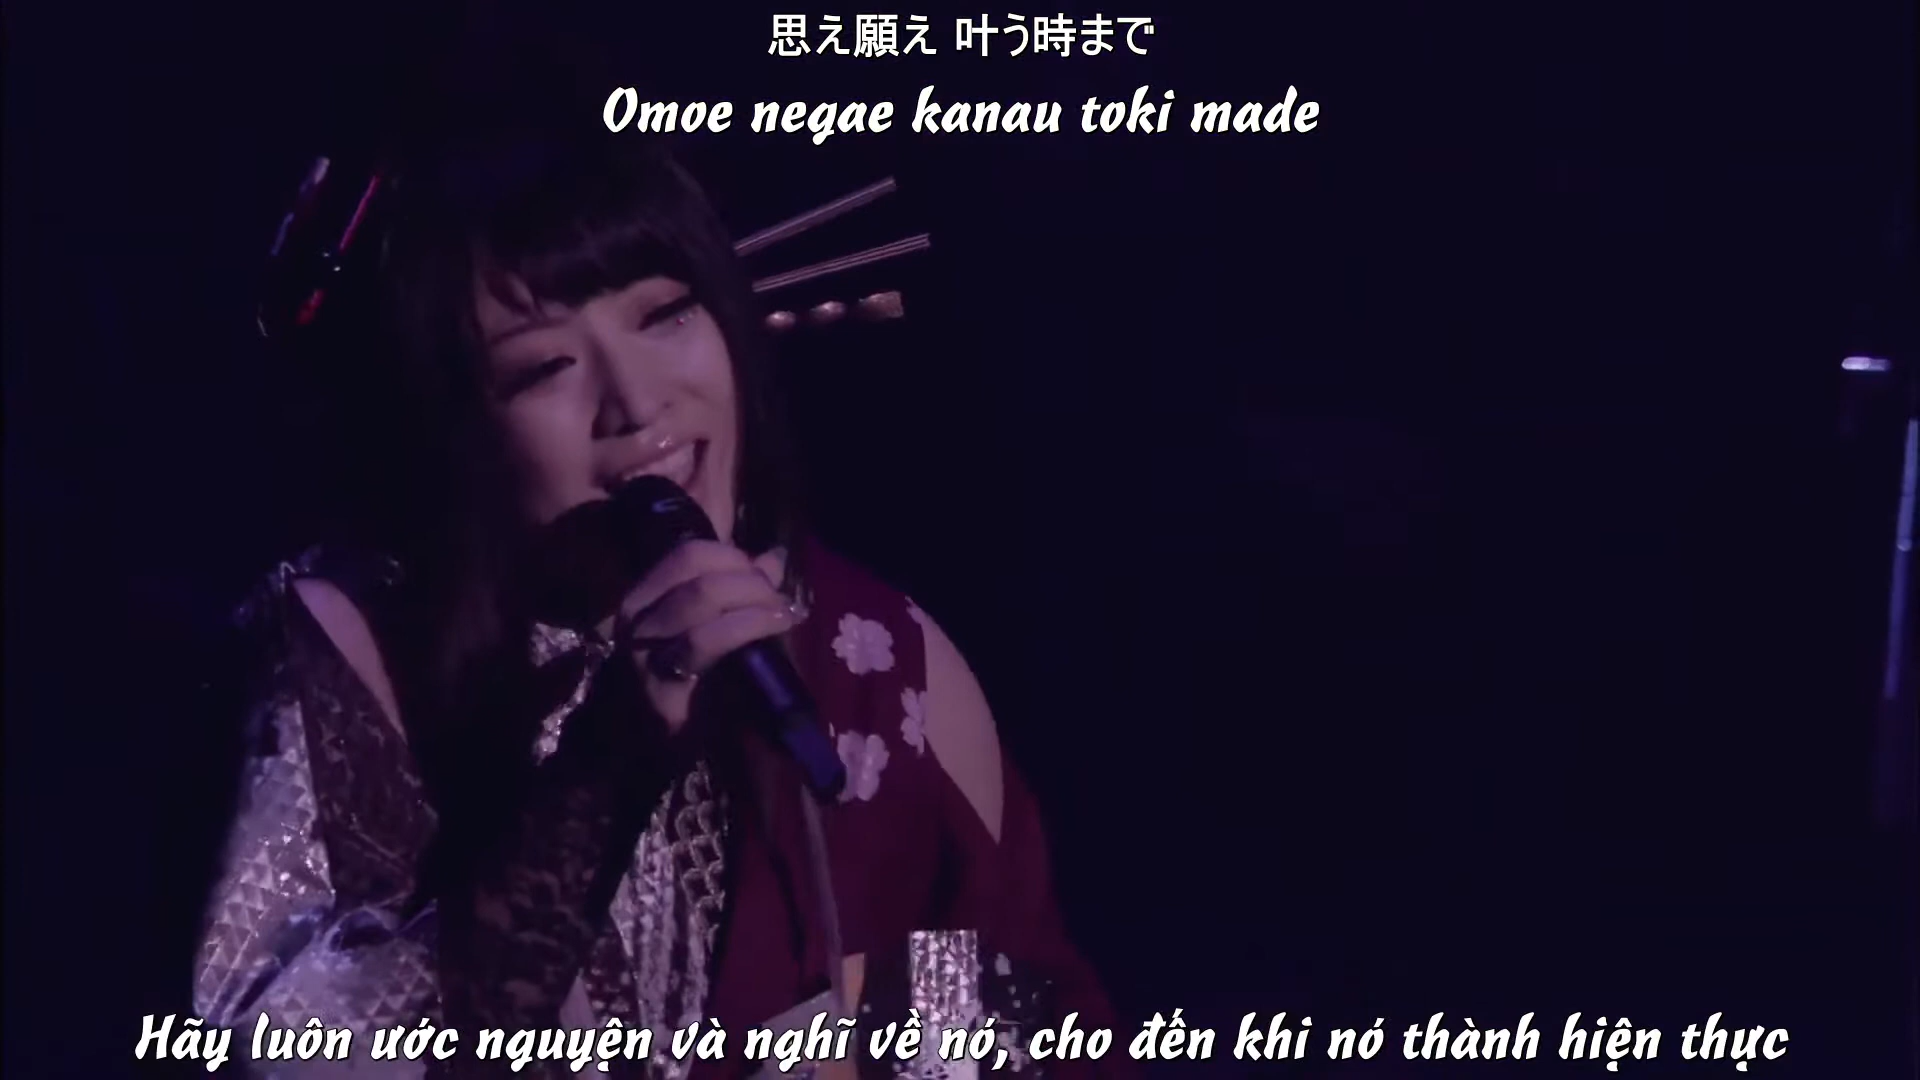 思え願え 叶う時まで
Omoe negae kanau toki made
Hãy luôn ước nguyện và nghĩ về nó, cho đến khi nó thành hiện thực